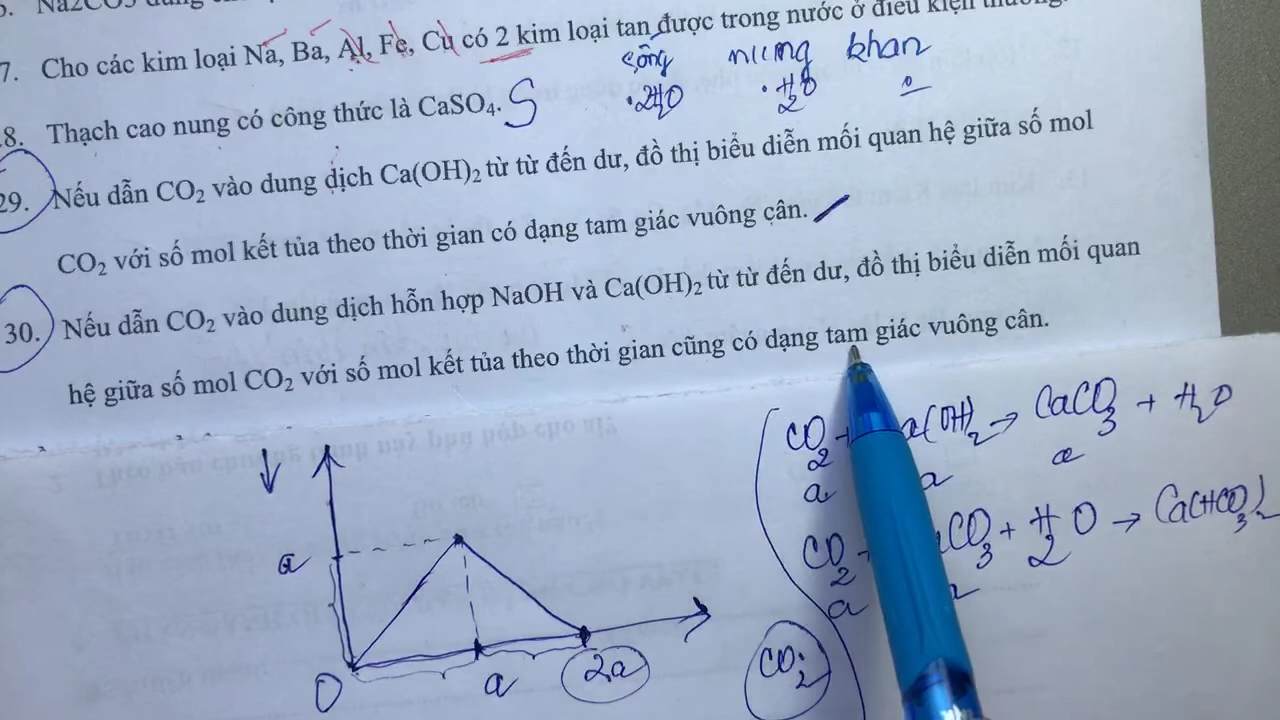 Na2CO3
7. Cho các kim loại Na, Ba, Al, Fe, Cu có 2 kim loại tan được trong nước ở điều kiện thường.
sống nung khan
8. Thạch cao nung có công thức là CaSO4. S .2H2O .H2O
29. Nếu dẫn CO2 vào dung dịch Ca(OH)2 từ từ đến dư, đồ thị biểu diễn mối quan hệ giữa số mol
CO2 với số mol kết tủa theo thời gian có dạng tam giác vuông cân.
30. Nếu dẫn CO2 vào dung dịch hỗn hợp NaOH và Ca(OH)2 từ từ đến dư, đồ thị biểu diễn mối quan
hệ giữa số mol CO2 với số mol kết tủa theo thời gian cũng có dạng tam giác vuông cân.
CO2 + a(OH)2 → CaCO3 + H2O
a a a
CO2 + CO3 + H2O → Ca(HCO3)2
a
a
O a 2a
CO2